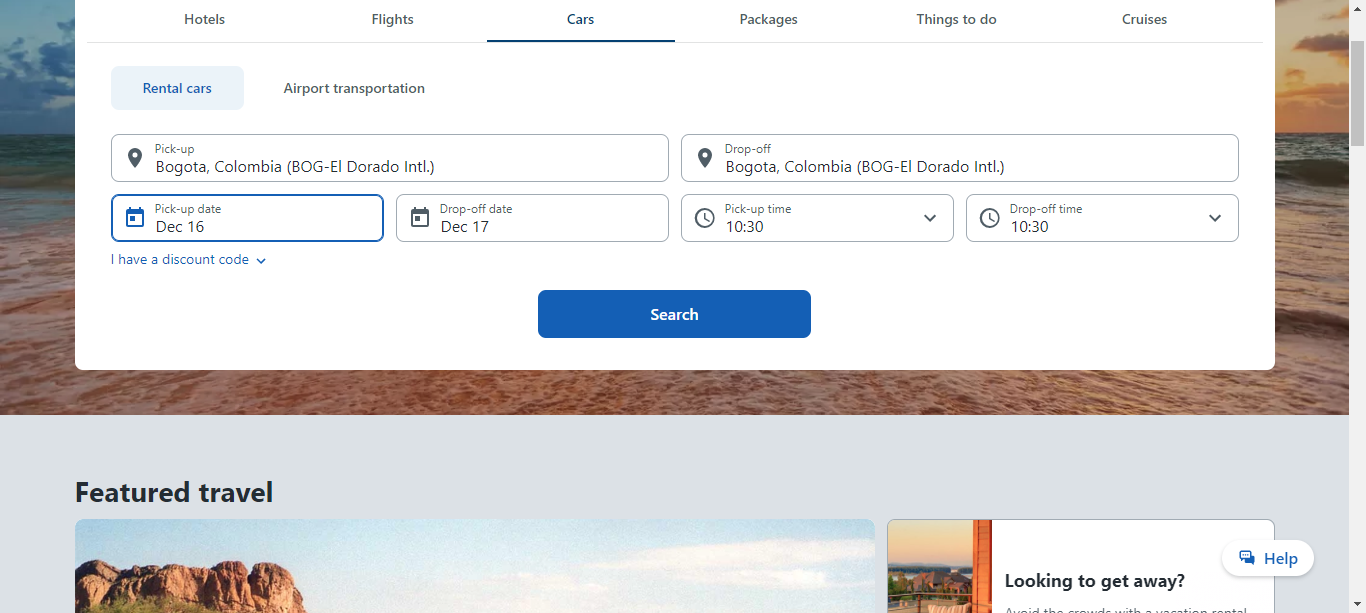 Hotels
Flights
Cars
Packages
Things to do
Cruises
Rental cars
Airport transportation
Pick-up
Bogota, Colombia (BOG-El Dorado Intl.)
Drop-off
Bogota, Colombia (BOG-El Dorado Intl.)
Pick-up date
Dec 16
Drop-off date
Dec 17
Pick-up time
10:30
Drop-off time
10:30
I have a discount code
Search
Featured travel
Help
Looking to get away?
Avoid the crowds with a vacation rental